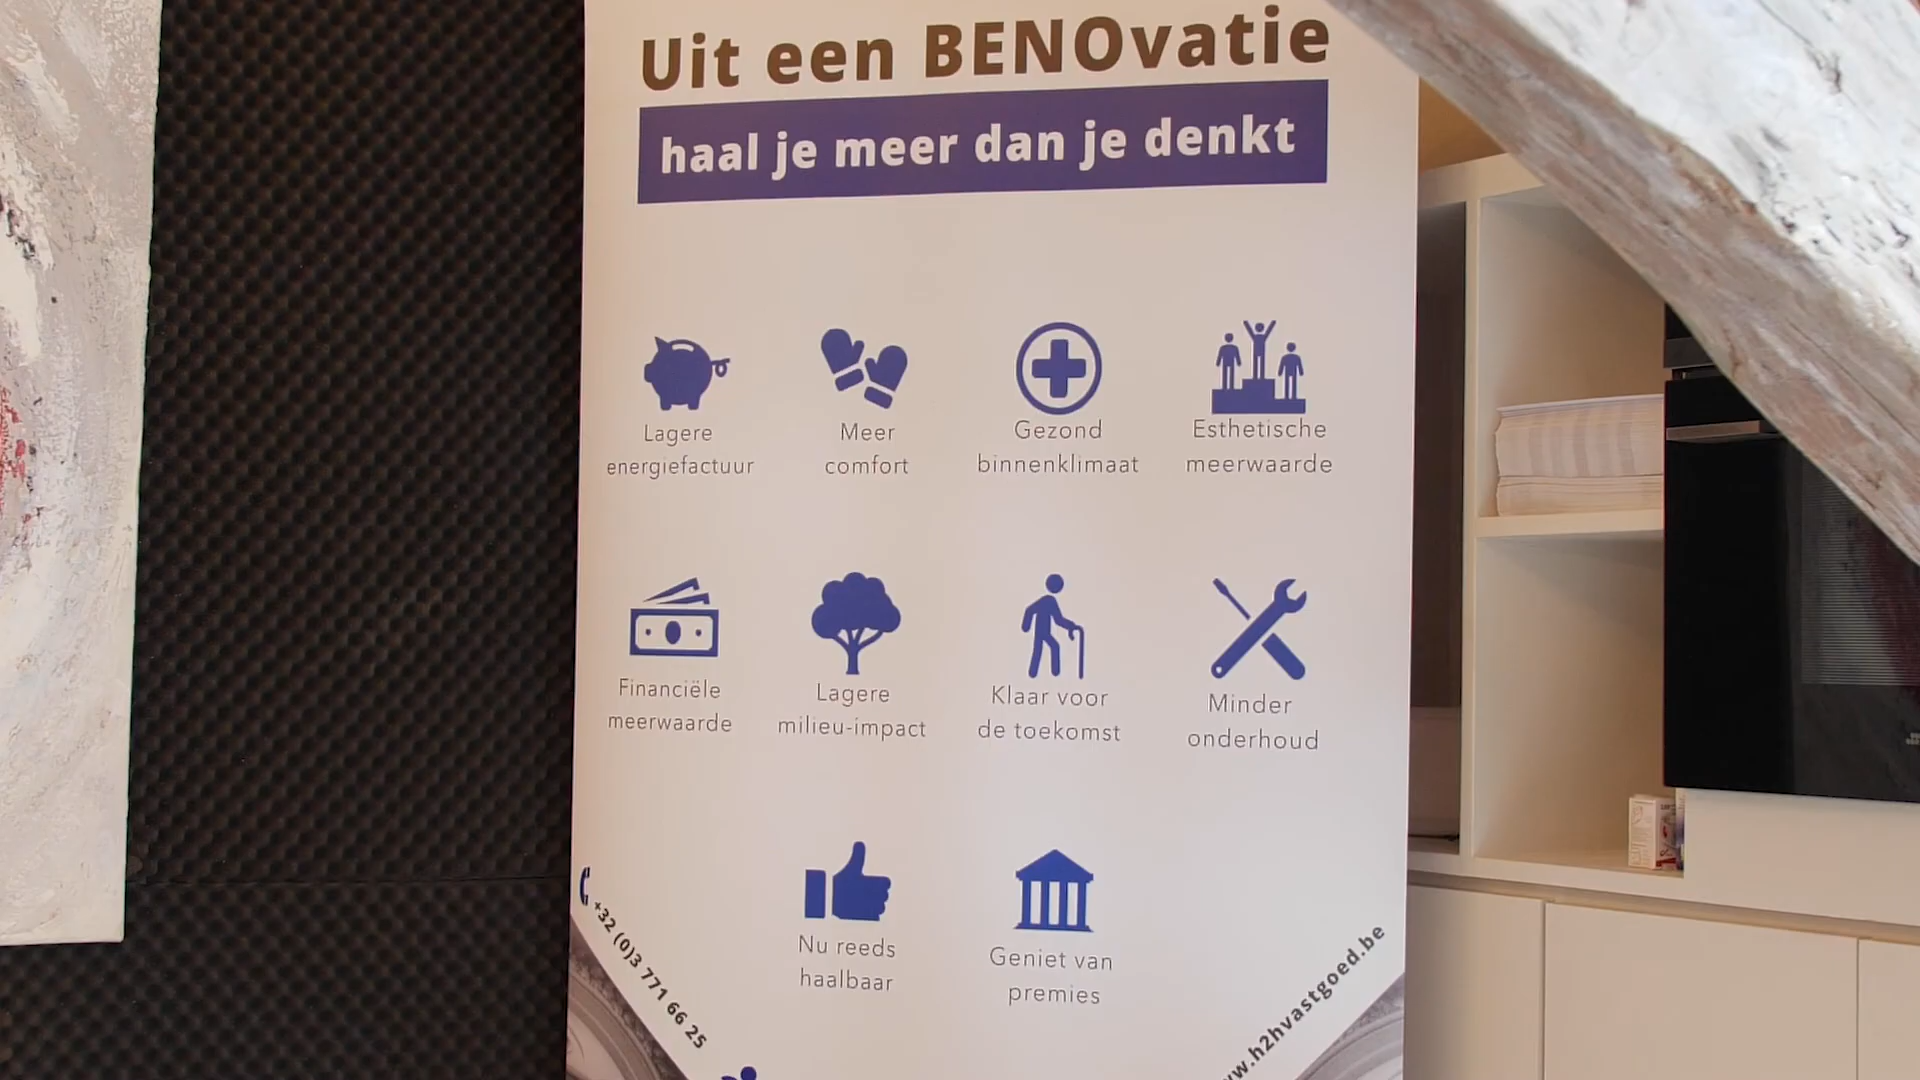 Uit een BENOvatie
haal je meer dan je denkt
Lagere
energiefactuur
Meer
comfort
Gezond
binnenklimaat
Esthetische
meerwaarde
Financiële
meerwaarde
Lagere
milieu-impact
Klaar voor
de toekomst
Minder
onderhoud
Nu reeds
haalbaar
Geniet van
premies
+32 (0)3 771 66 25
w.h2hvastgoed.be